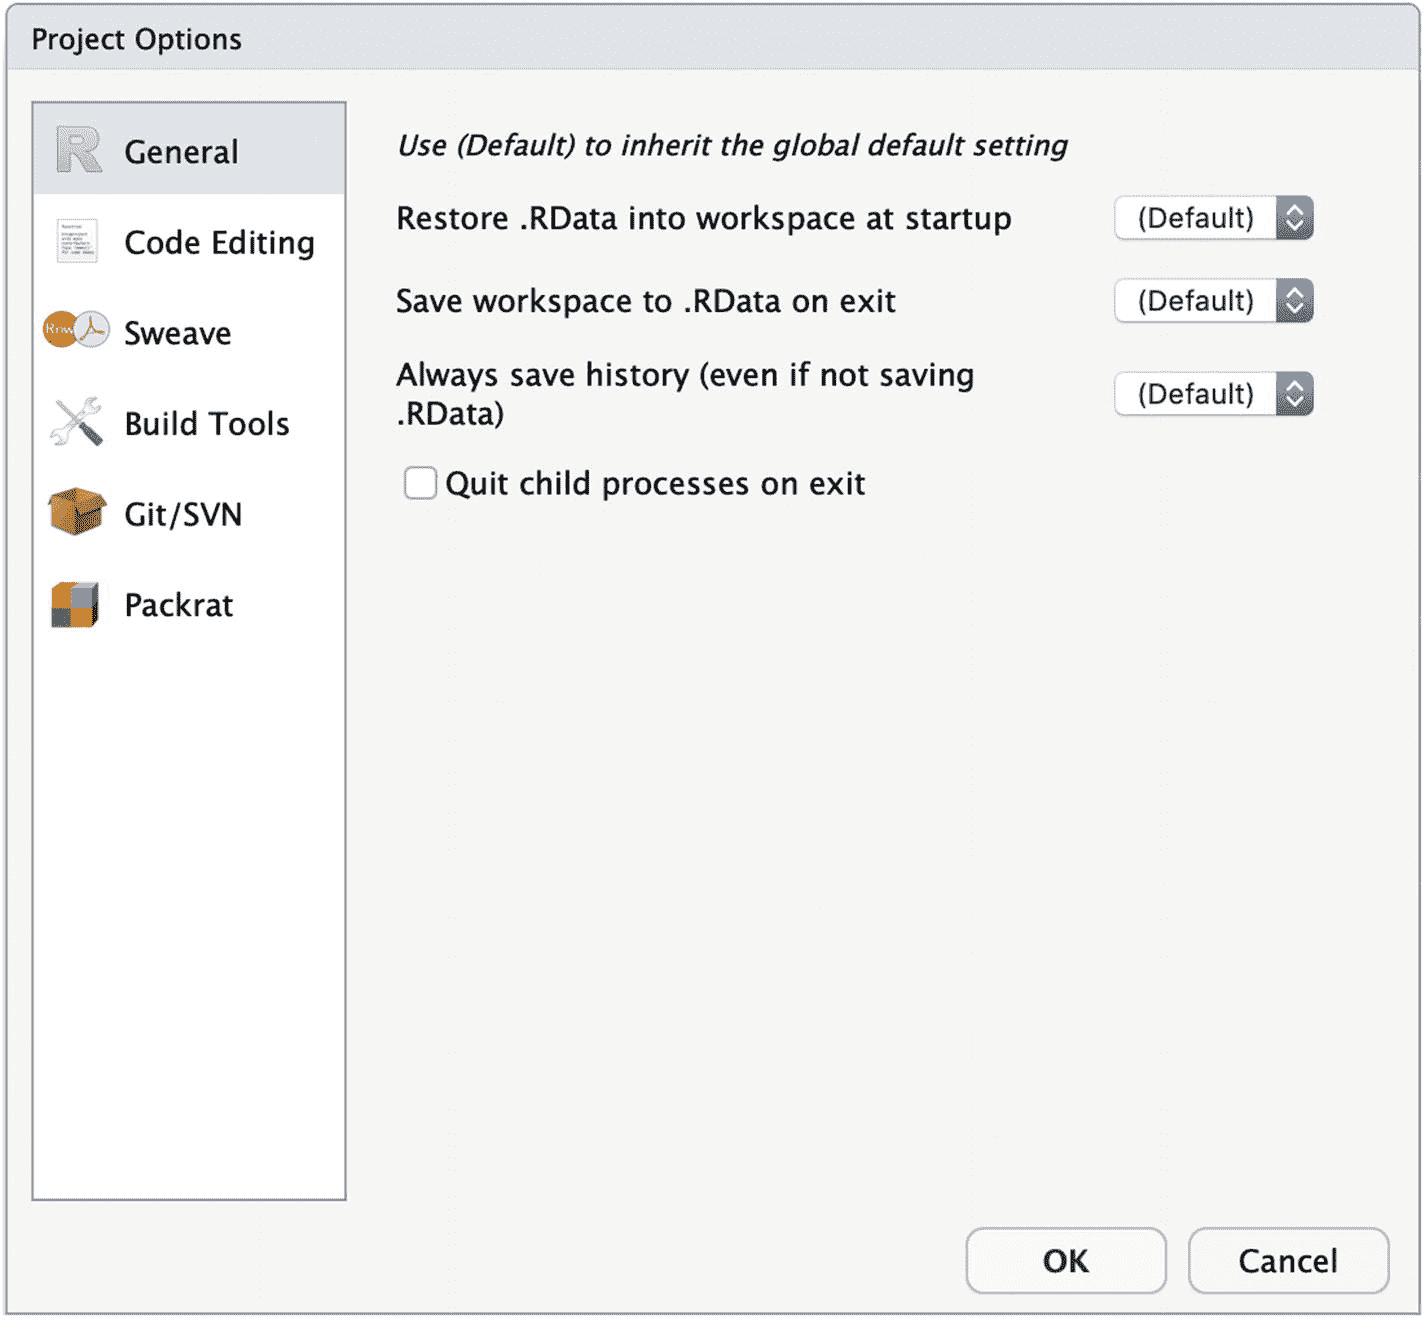 Project Options
General
Code Editing
Sweave
Build Tools
Git/SVN
Packrat
Use (Default) to inherit the global default setting
Restore .RData into workspace at startup
(Default)
Save workspace to .RData on exit
(Default)
Always save history (even if not saving
.RData)
(Default)
Quit child processes on exit
OK
Cancel